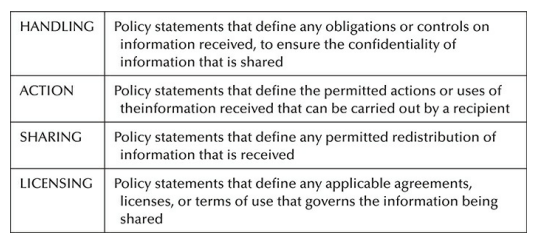 HANDLING Policy statements that define any obligations or controls on
information received, to ensure the confidentiality of
information that is shared
ACTION Policy statements that define the permitted actions or uses of
theinformation received that can be carried out by a recipient
SHARING Policy statements that define any permitted redistribution of
information that is received
LICENSING Policy statements that define any applicable agreements,
licenses, or terms of use that governs the information being
shared